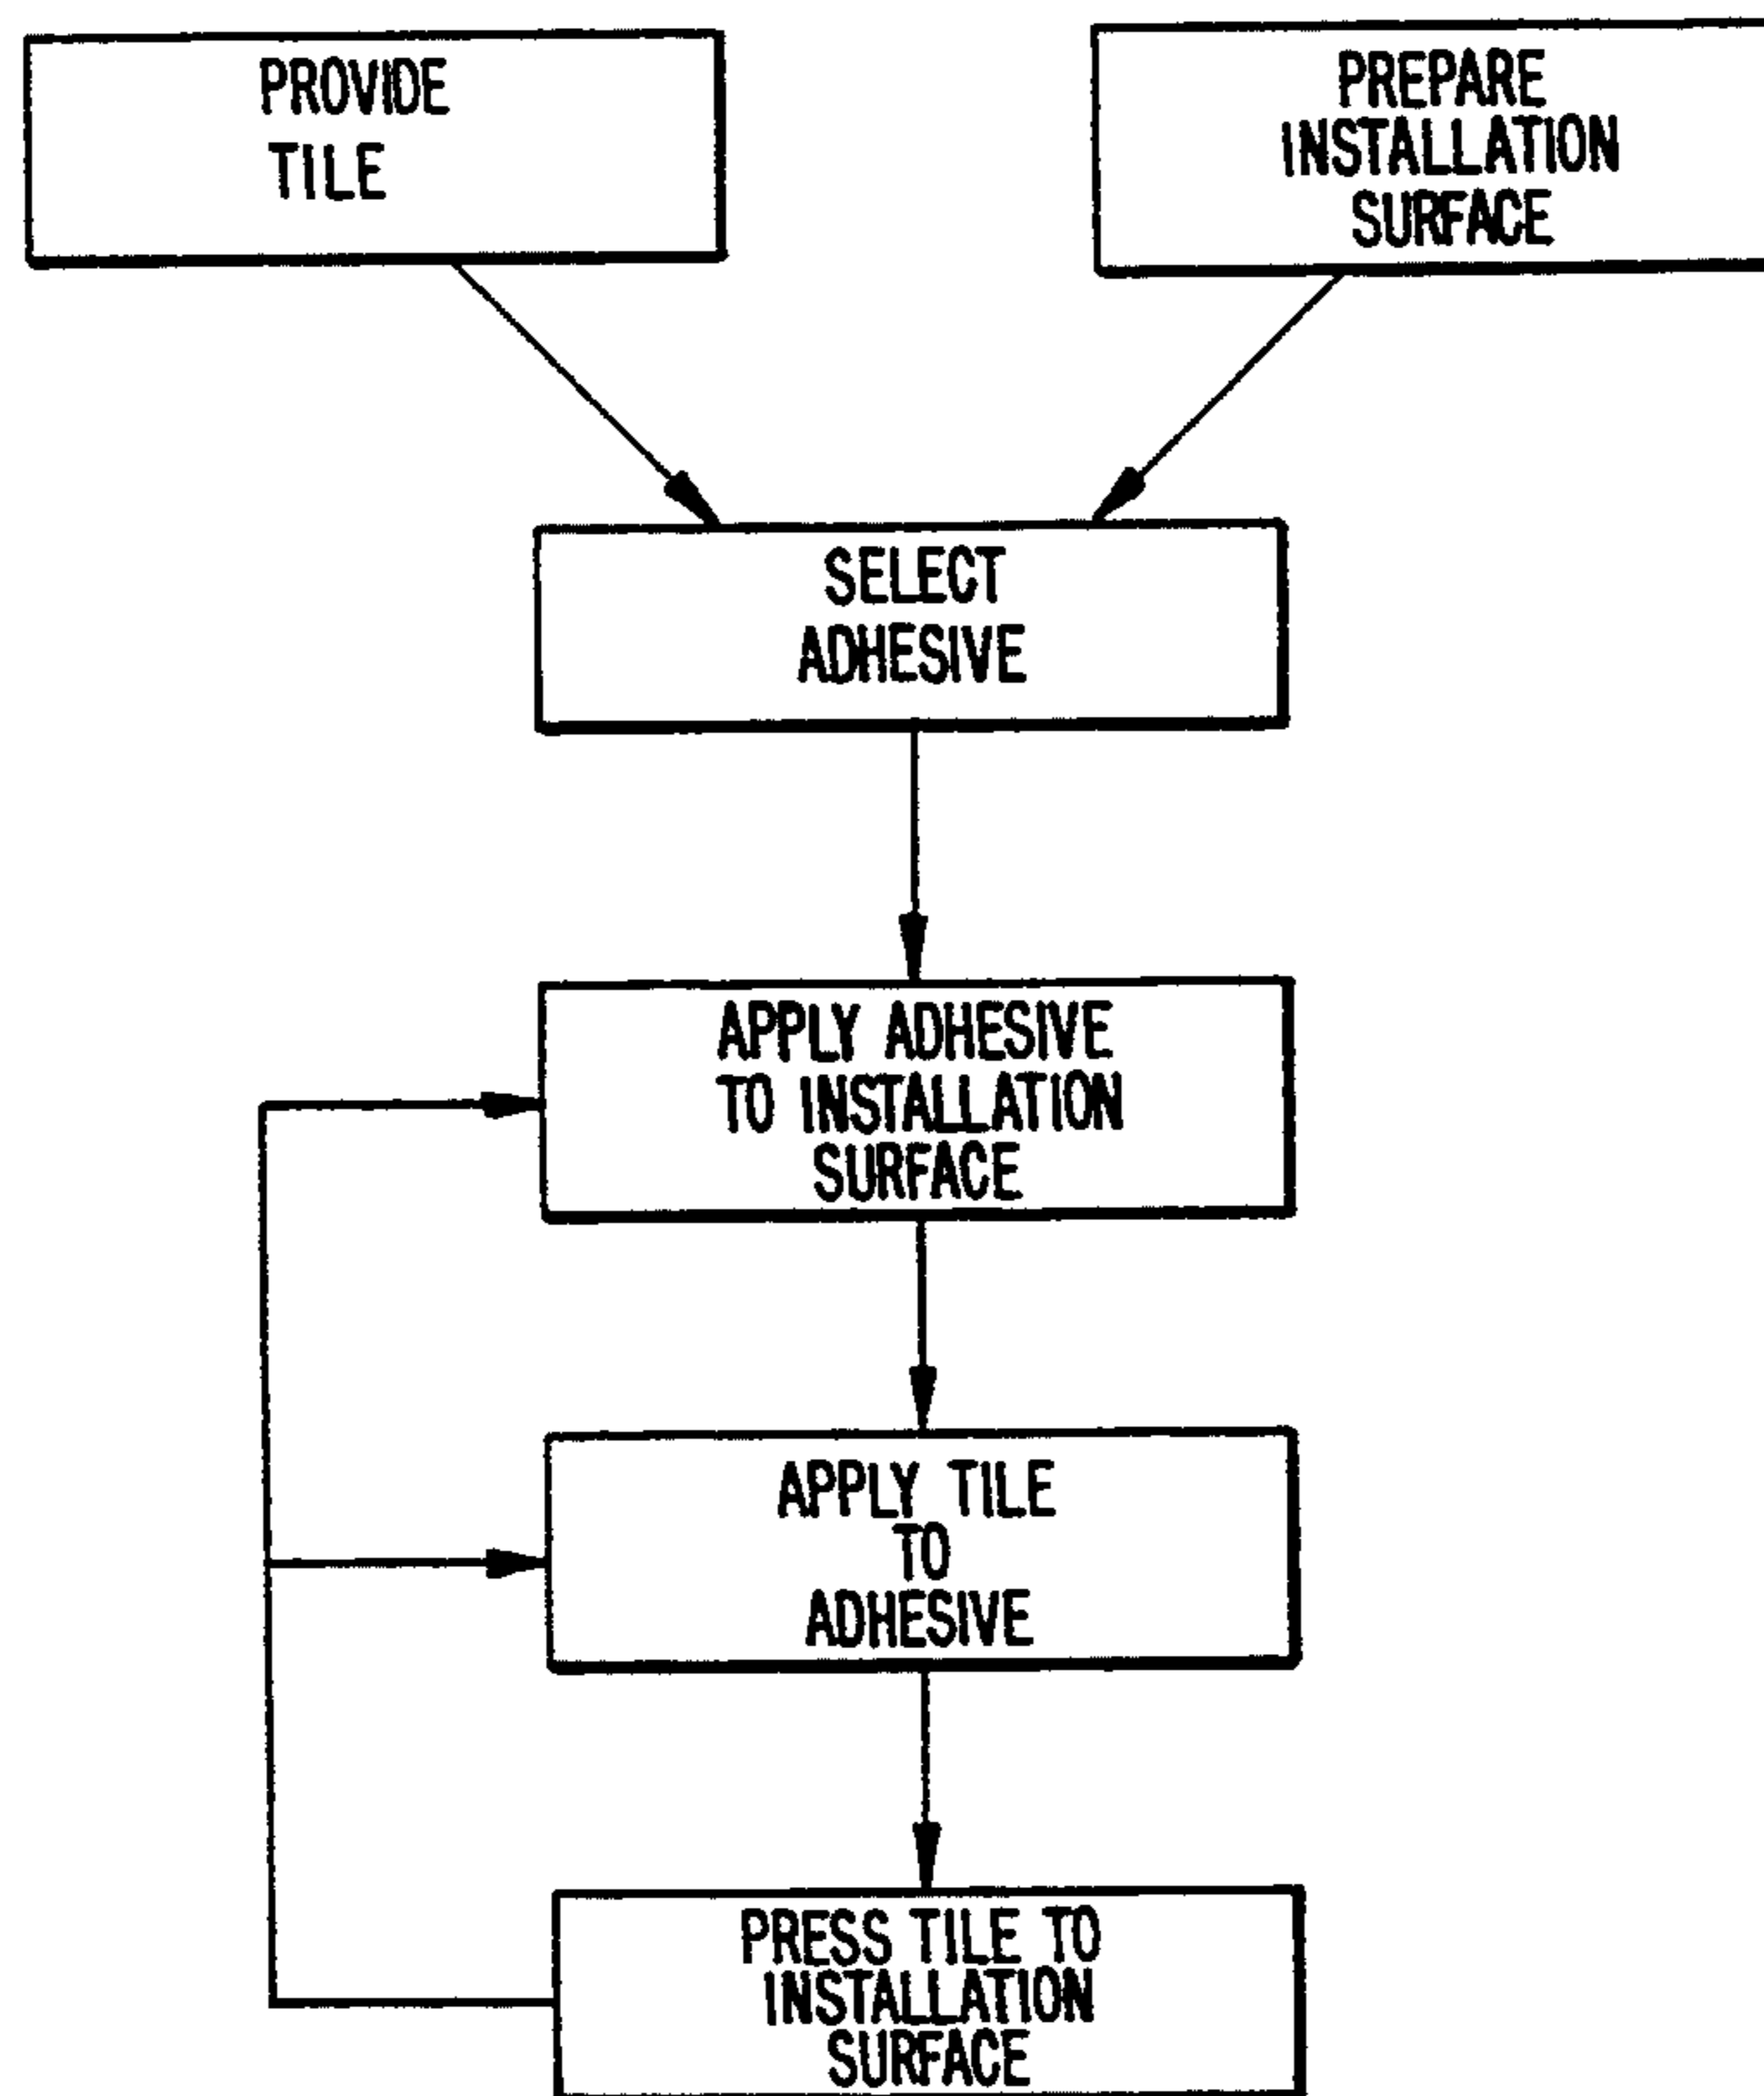 PROVIDE
TILE
PREPARE
INSTALLATION
SURFACE
SELECT
ADHESIVE
APPLY ADHESIVE
TO INSTALLATION
SURFACE
APPLY TILE
TO
ADHESIVE
PRESS TILE TO
INSTALLATION
SURFACE